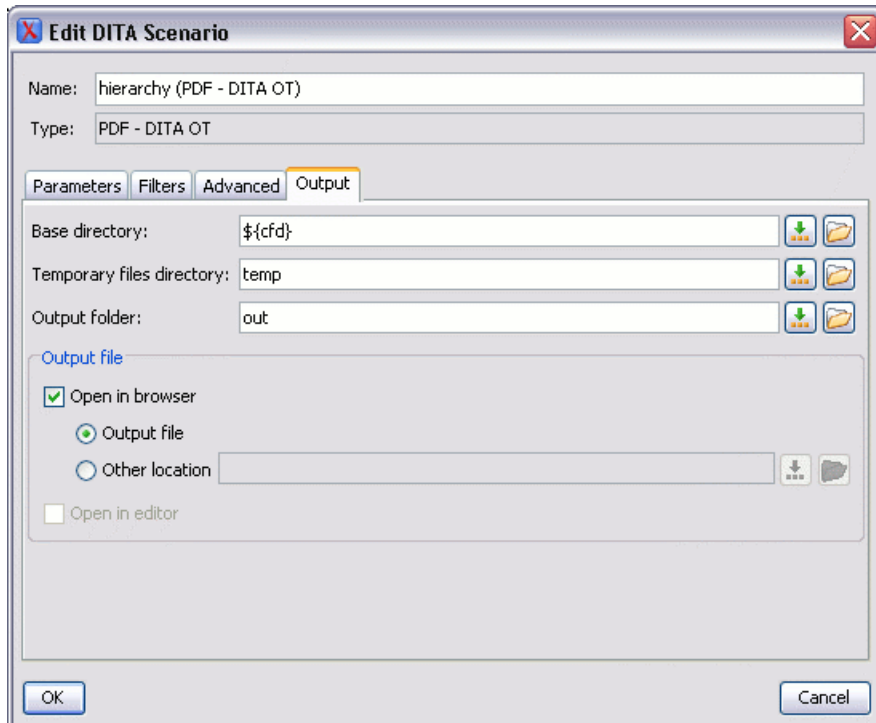 Edit DITA Scenario
Name: hierarchy (PDF - DITA OT)
Type: PDF - DITA OT
Parameters Filters Advanced Output
Base directory: ${cfd}
Temporary files directory: temp
Output folder: out
Output file
Open in browser
Output file
Other location
Open in editor
OK Cancel